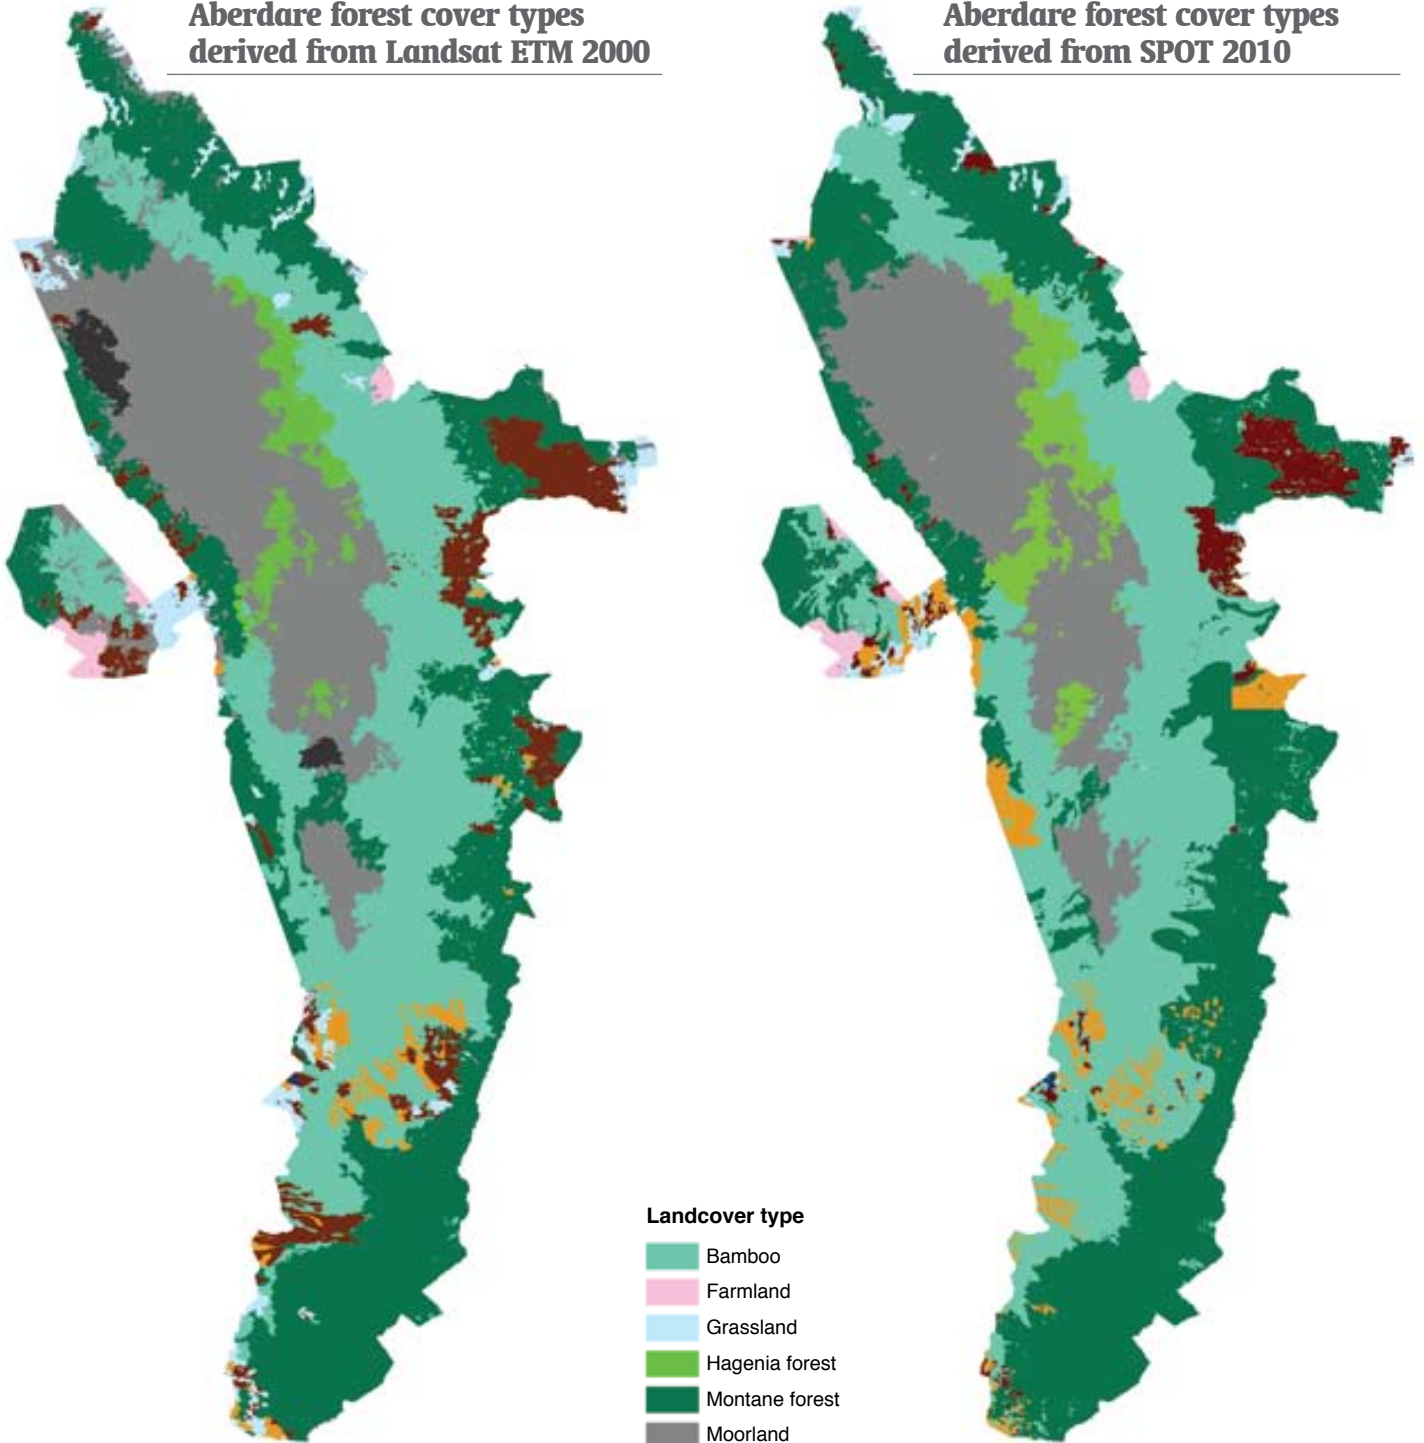 Aberdare forest cover types
derived from Landsat ETM 2000
Aberdare forest cover types
derived from SPOT 2010
Landcover type
Bamboo
Farmland
Grassland
Hagenia forest
Montane forest
Moorland